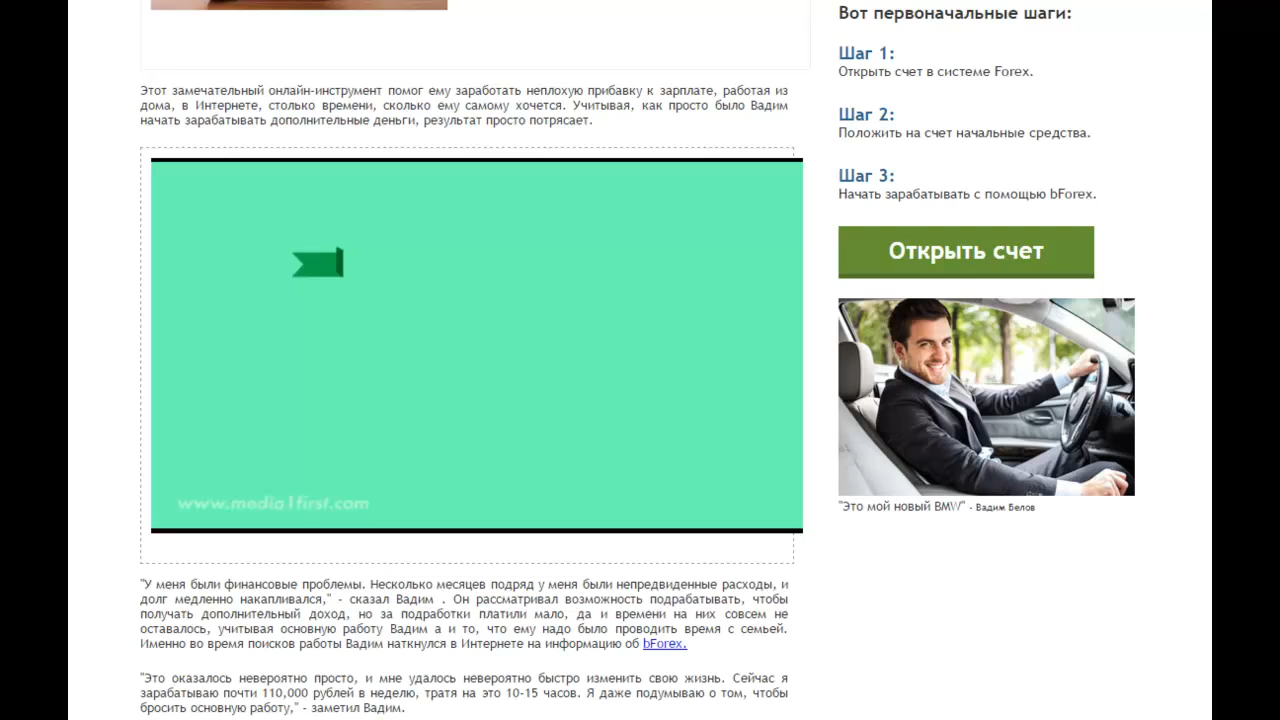 Этот замечательный онлайн-инструмент помог ему заработать неплохую прибавку к зарплате, работая из
дома, в Интернете, столько времени, сколько ему самому хочется. Учитывая, как просто было Вадим
начать зарабатывать дополнительные деньги, результат просто потрясает.
www.media1first.com
"У меня были финансовые проблемы. Несколько месяцев подряд у меня были непредвиденные расходы, и
долг медленно накапливался," - сказал Вадим . Он рассматривал возможность подрабатывать, чтобы
получать дополнительный доход, но за подработки платили мало, да и времени на них совсем не
оставалось, учитывая основную работу Вадим а и то, что ему надо было проводить время с семьей.
Именно во время поисков работы Вадим наткнулся в Интернете на информацию об bForex.
"Это оказалось невероятно просто, и мне удалось невероятно быстро изменить свою жизнь. Сейчас я
зарабатываю почти 110,000 рублей в неделю, тратя на это 10-15 часов. Я даже подумываю о том, чтобы
бросить основную работу," - заметил Вадим.
Вот первоначальные шаги:
Шаг 1:
Открыть счет в системе Forex.
Шаг 2:
Положить на счет начальные средства.
Шаг 3:
Начать зарабатывать с помощью bForex.
Открыть счет
"Это мой новый BMW" - Вадим Белов